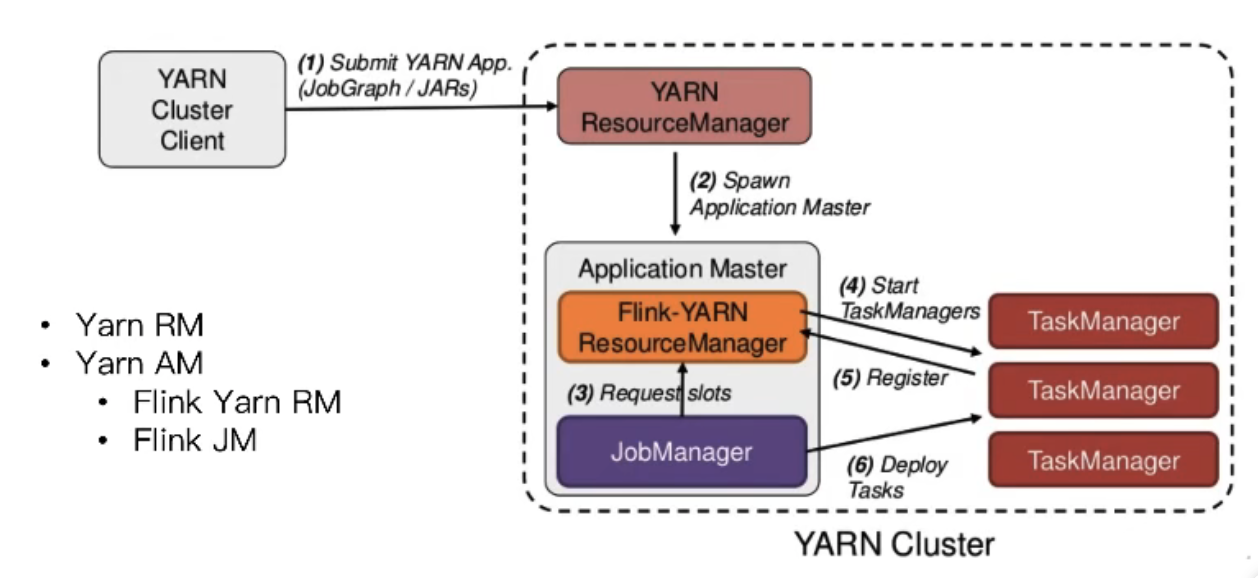 YARN
Cluster
Client
(1) Submit YARN App.
(JobGraph / JARs)
YARN
ResourceManager
(2) Spawn
Application Master
Application Master
Flink-YARN
ResourceManager
(3) Request slots
JobManager
(4) Start
TaskManagers
(5) Register
(6) Deploy
Tasks
TaskManager
TaskManager
TaskManager
YARN Cluster
• Yarn RM
• Yarn AM
• Flink Yarn RM
• Flink JM